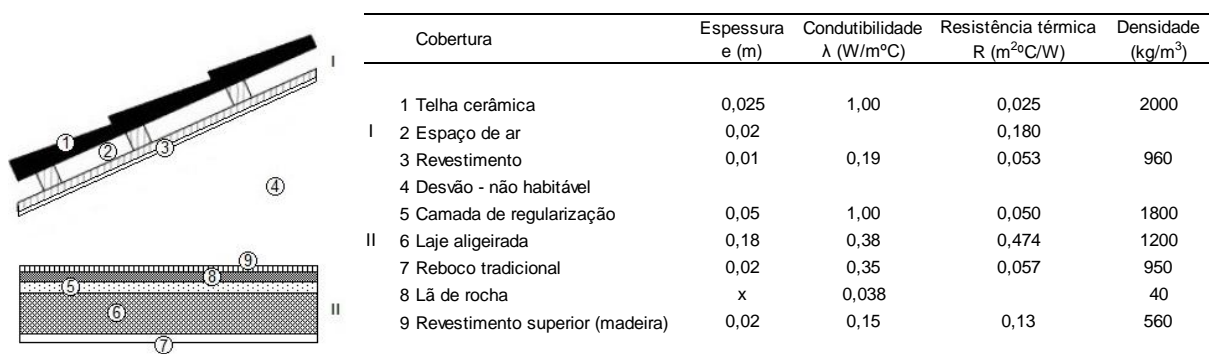 Cobertura Espessura e (m) Condutibilidade λ (W/mºC) Resistência térmica R (m²ºC/W) Densidade (kg/m³)
1 Telha cerâmica 0,025 1,00 0,025 2000
I 2 Espaço de ar 0,02 0,180
3 Revestimento 0,01 0,19 0,053 960
4 Desvão - não habitável
5 Camada de regularização 0,05 1,00 0,050 1800
II 6 Laje aligeirada 0,18 0,38 0,474 1200
7 Reboco tradicional 0,02 0,35 0,057 950
8 Lã de rocha x 0,038 40
9 Revestimento superior (madeira) 0,02 0,15 0,13 560
I
1
2
3
4
9
8
5
6
II
7